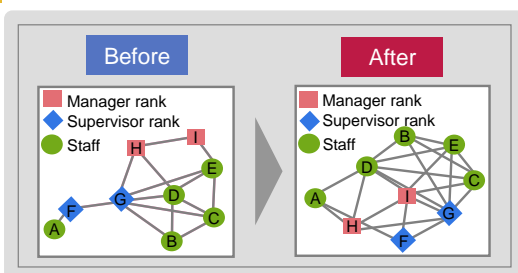 Before
After
Manager rank
Supervisor rank
Staff
H
I
E
G
D
F
A
C
B
Manager rank
Supervisor rank
Staff
B
E
D
C
A
I
G
H
F